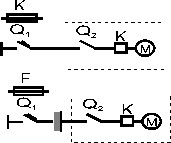 K
Q₁ Q₂ K M
F
Q₁ Q₂ K M